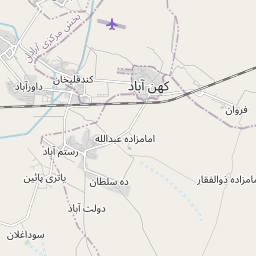 بخش مرکزی آرادان
کهن آباد
کندقلیخان
داورآباد
فروان
امامزاده عبدالله
رستم آباد
امامزاده ذوالفقار
ده سلطان
یاتری پائین
دولت آباد
سوداغلان